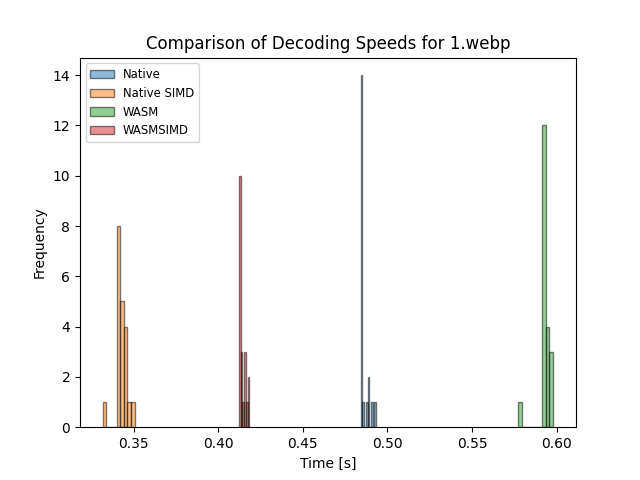 Comparison of Decoding Speeds for 1.webp
Native
Native SIMD
WASM
WASMSIMD
14
12
10
8
6
4
2
0
Frequency
0.35 0.40 0.45 0.50 0.55 0.60
Time [s]